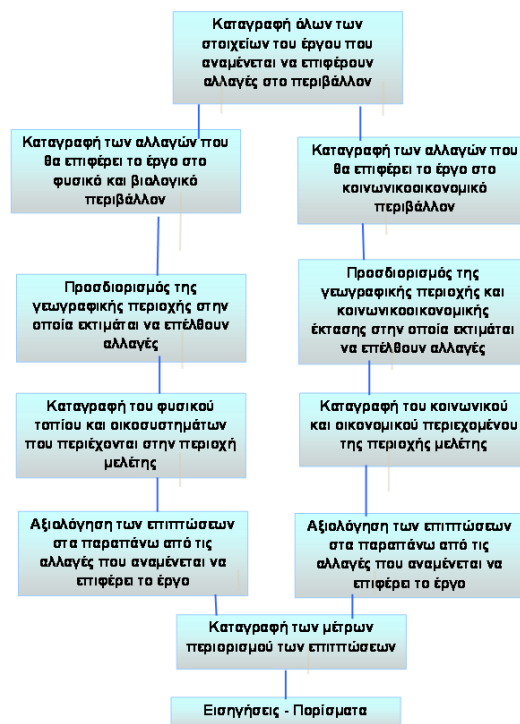 Καταγραφή όλων των
στοιχείων του έργου που
αναμένεται να επιφέρουν
αλλαγές στο περιβάλλον
Καταγραφή των αλλαγών που
θα επιφέρει το έργο στο
φυσικό και βιολογικό
περιβάλλον
Καταγραφή των αλλαγών που
θα επιφέρει το έργο στο
κοινωνικοοικονομικό
περιβάλλον
Προσδιορισμός της
γεωγραφικής περιοχής στην
οποία εκτιμάται να επέλθουν
αλλαγές
Προσδιορισμός της
γεωγραφικής περιοχής και
κοινωνικοοικονομικής
έκτασης στην οποία εκτιμάται
να επέλθουν αλλαγές
Καταγραφή του φυσικού
τοπίου και οικοσυστημάτων
που περιέχονται στην περιοχή
μελέτης
Καταγραφή του κοινωνικού
και οικονομικού περιεχομένου
της περιοχής μελέτης
Αξιολόγηση των επιπτώσεων
στα παραπάνω από τις
αλλαγές που αναμένεται να
επιφέρει το έργο
Αξιολόγηση των επιπτώσεων
στα παραπάνω από τις
αλλαγές που αναμένεται να
επιφέρει το έργο
Καταγραφή των μέτρων
περιορισμού των επιπτώσεων
Εισηγήσεις - Πορίσματα